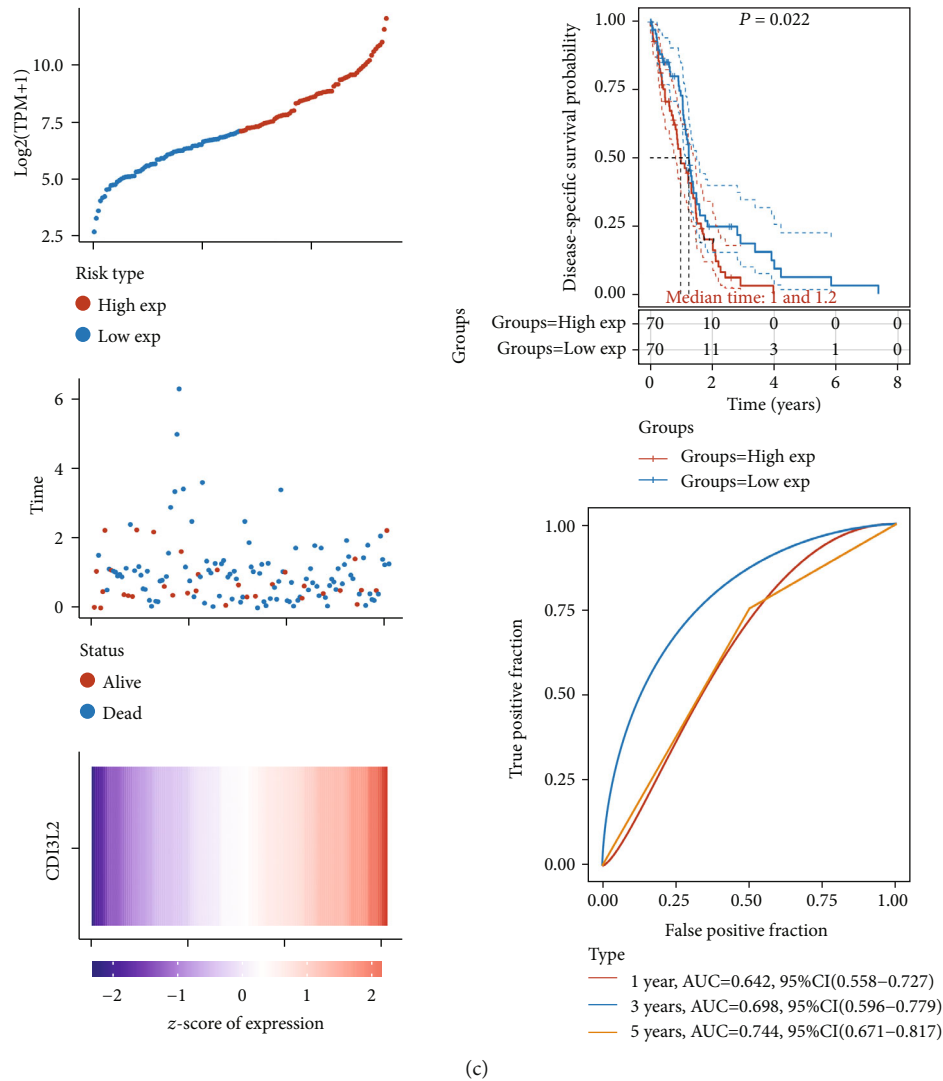 Log2(TPM+1)
10.0
7.5
5.0
2.5
Risk type
High exp
Low exp
Time
6
4
2
0
Status
Alive
Dead
CDI3L2
−2 −1 0 1 2
z-score of expression
Disease-specific survival probability
1.00
0.75
0.50
0.25
0.00
P = 0.022
Median time: 1 and 1.2
Groups
Groups=High exp 70 10 0 0 0
Groups=Low exp 70 11 3 1 0
0 2 4 6 8
Time (years)
Groups
Groups=High exp
Groups=Low exp
True positive fraction
1.00
0.75
0.50
0.25
0.00
0.00 0.25 0.50 0.75 1.00
False positive fraction
Type
1 year, AUC=0.642, 95%CI(0.558−0.727)
3 years, AUC=0.698, 95%CI(0.596−0.779)
5 years, AUC=0.744, 95%CI(0.671−0.817)
(c)